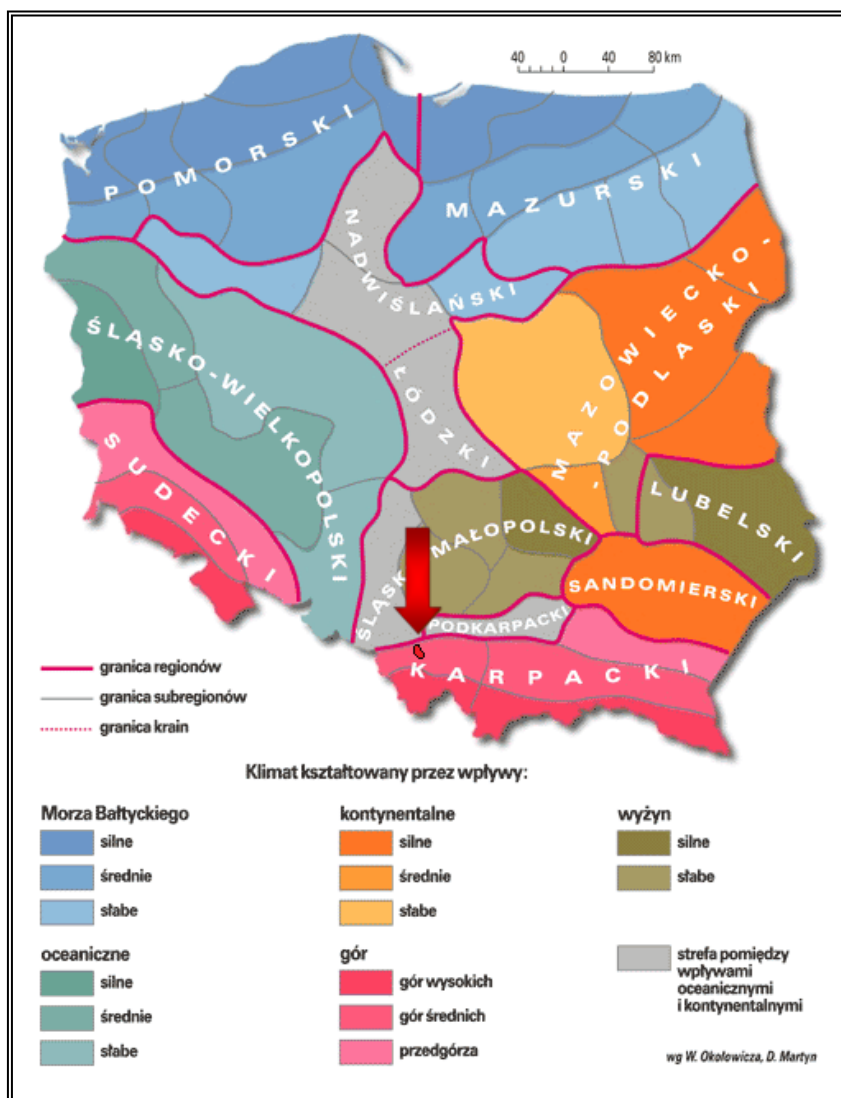 40 0 40 80 km
POMORSKI
MAZURSKI
NADWIŚLAŃSKI
MAZOWIECKO-
-PODLASKI
ŚLĄSKO-WIELKOPOLSKI
ŁÓDZKI
SUDECKI
LUBELSKI
MAŁOPOLSKI
ŚLĄSK
SANDOMIERSKI
PODKARPACKI
KARPACKI
granica regionów
granica subregionów
granica krain
Klimat kształtowany przez wpływy:
Morza Bałtyckiego
silne
średnie
słabe
kontynentalne
silne
średnie
słabe
wyżyn
silne
słabe
oceaniczne
silne
średnie
słabe
gór
gór wysokich
gór średnich
przedgórza
strefa pomiędzy
wpływami
oceanicznymi
i kontynentalnymi
wg W. Okołowicza, D. Martyn